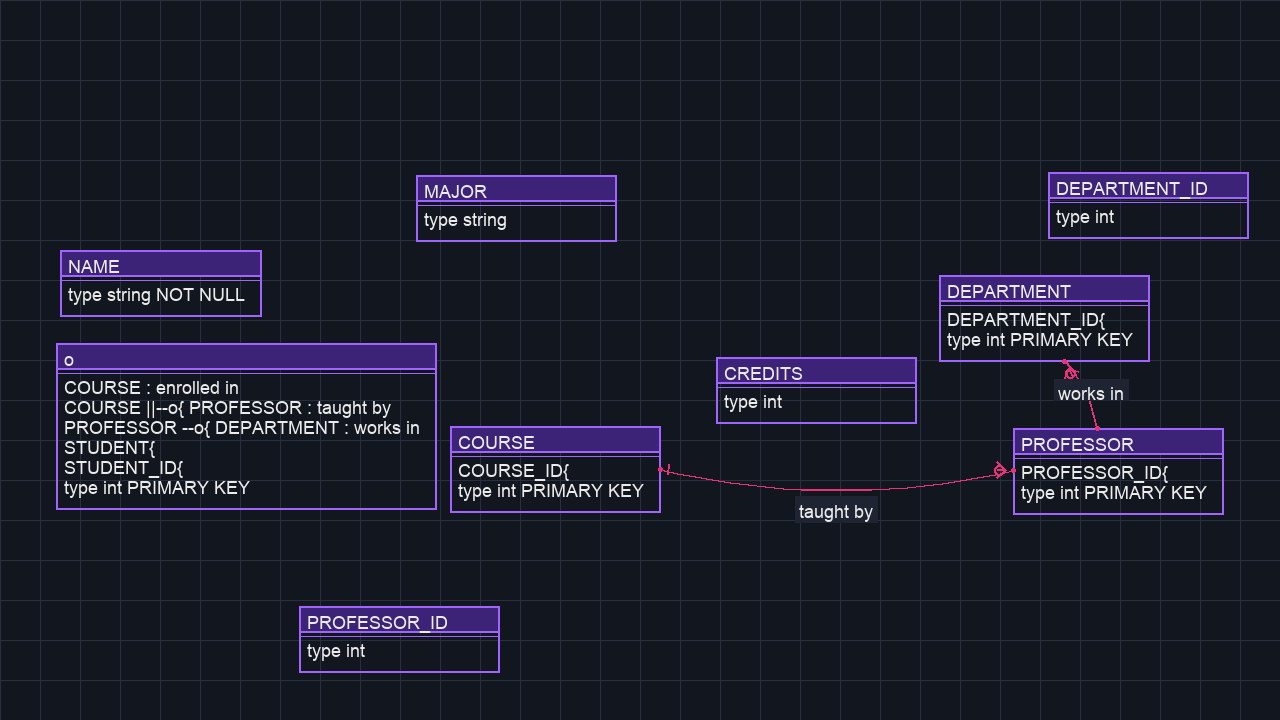 MAJOR
type string
DEPARTMENT_ID
type int
NAME
type string NOT NULL
DEPARTMENT
DEPARTMENT_ID{
type int PRIMARY KEY
o
COURSE : enrolled in
COURSE ||--o{ PROFESSOR : taught by
PROFESSOR --o{ DEPARTMENT : works in
STUDENT{
STUDENT_ID{
type int PRIMARY KEY
CREDITS
type int
works in
COURSE
COURSE_ID{
type int PRIMARY KEY
PROFESSOR
PROFESSOR_ID{
type int PRIMARY KEY
taught by
PROFESSOR_ID
type int